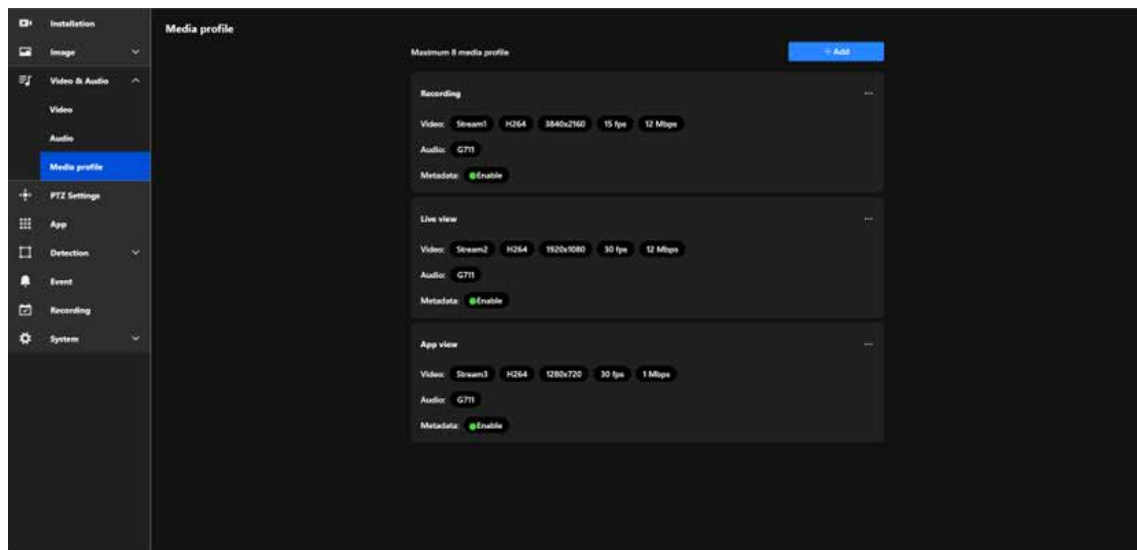 Installation
Image
Video & Audio
Video
Audio
Media profile
PTZ Settings
App
Detection
Event
Recording
System
Media profile
Maximum 8 media profile
+ Add
Recording
...
Video: Stream1 H264 3840x2160 15 fps 12 Mbps
Audio: G711
Metadata: Enable
Live view
...
Video: Stream2 H264 1920x1080 30 fps 12 Mbps
Audio: G711
Metadata: Enable
App view
...
Video: Stream3 H264 1280x720 30 fps 1 Mbps
Audio: G711
Metadata: Enable